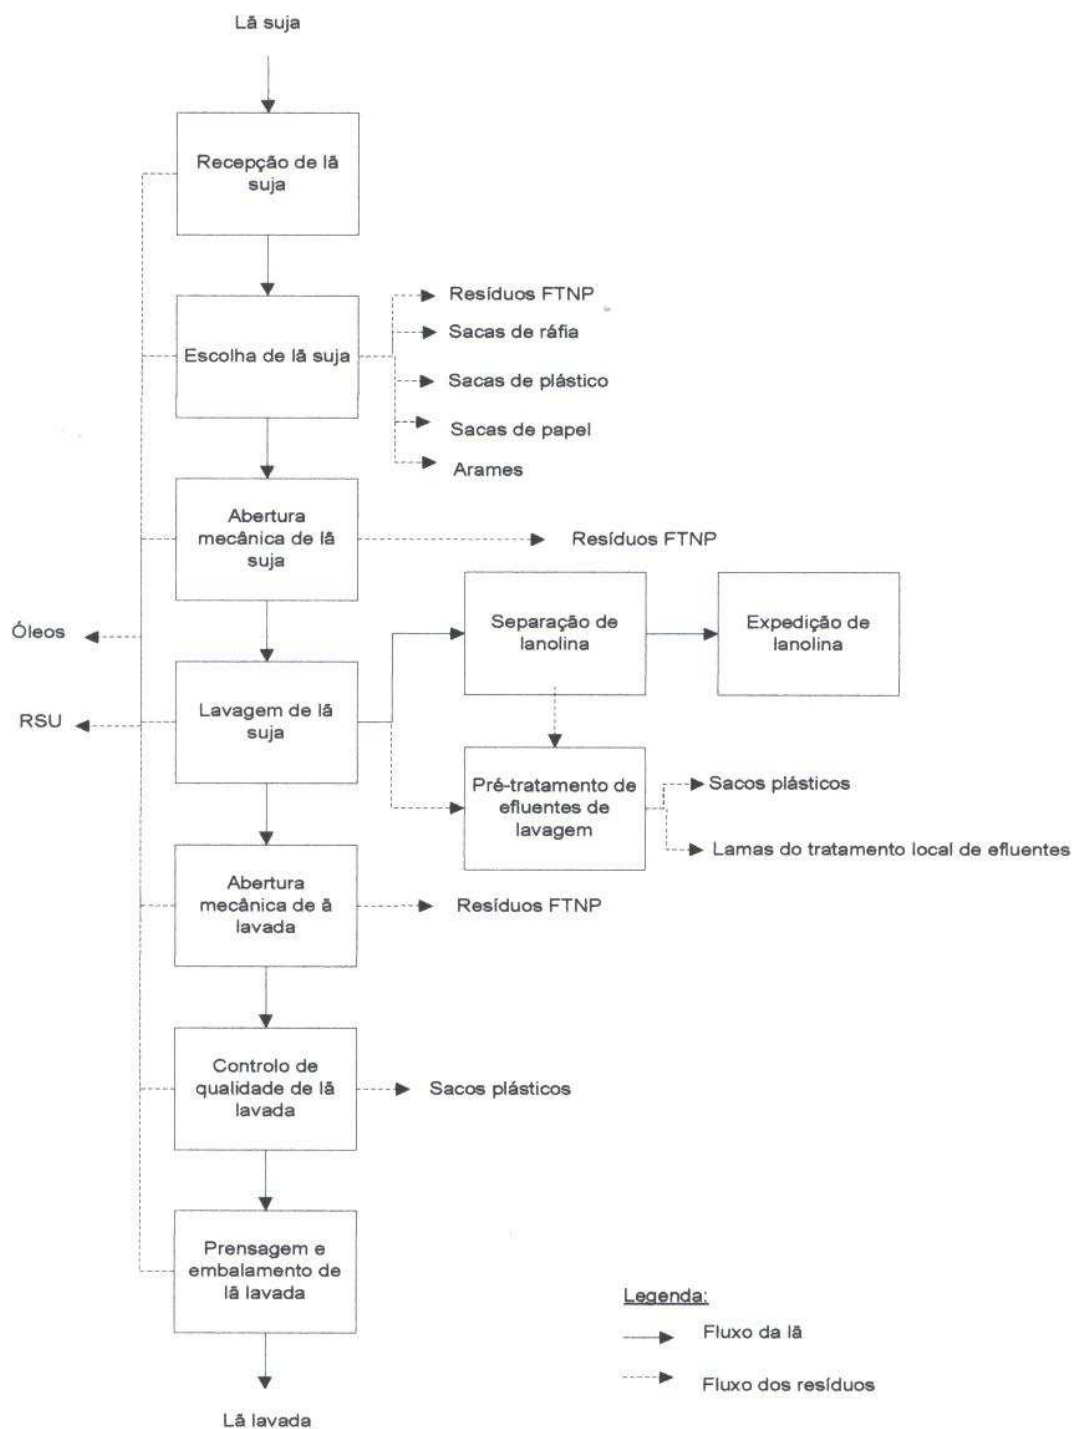 Lã suja
Recepção de lã
suja
Resíduos FTNP
Sacas de ráfia
Escolha de lã suja
Sacas de plástico
Sacas de papel
Arames
Abertura
mecânica de lã
suja
Resíduos FTNP
Separação de
lanolina
Expedição de
lanolina
Óleos
RSU
Lavagem de lã
suja
Pré-tratamento de
efluentes de
lavagem
Sacos plásticos
Lamas do tratamento local de efluentes
Abertura
mecânica de ã
lavada
Resíduos FTNP
Controlo de
qualidade de lã
lavada
Sacos plásticos
Prensagem e
embalamento de
lã lavada
Legenda:
Fluxo da lã
Fluxo dos resíduos
Lã lavada